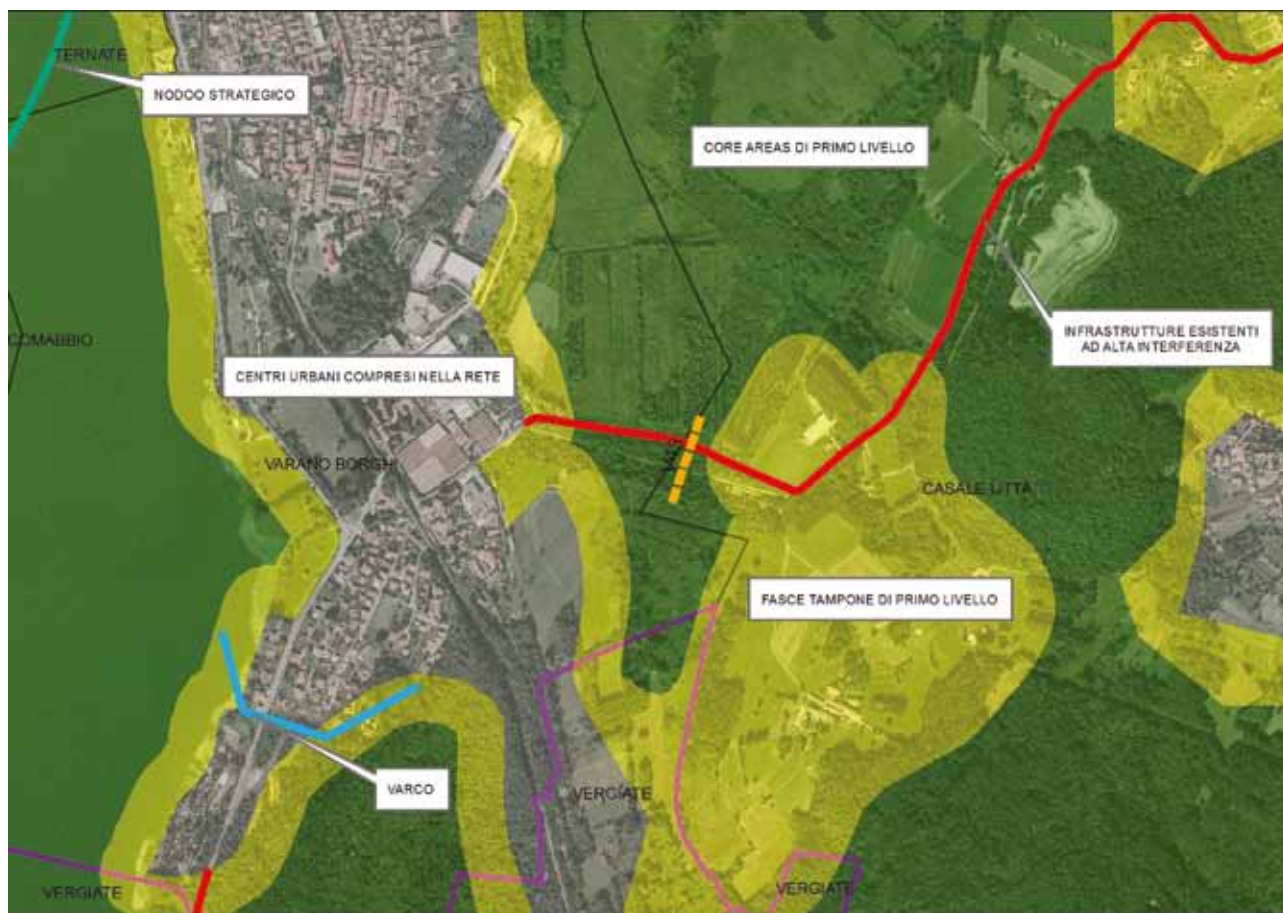 TERNATE
NODOO STRATEGICO
CORE AREAS DI PRIMO LIVELLO
COMABBIO
INFRASTRUTTURE ESISTENTI
AD ALTA INTERFERENZA
CENTRI URBANI COMPRESI NELLA RETE
VARANO BORGHI
CASALE LITTA
FASCE TAMPONE DI PRIMO LIVELLO
VARCO
VERGIATE
VERGIATE
VERGIATE